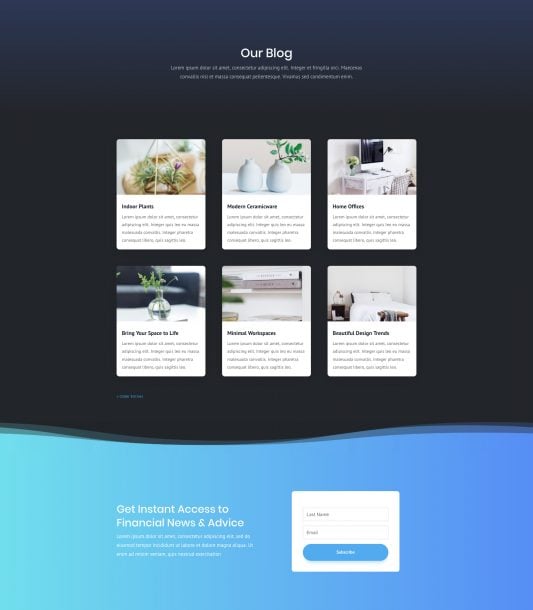 Our Blog
Lorem ipsum dolor sit amet, consectetur adipiscing elit. Integer et fringilla orci. Maecenas
convallis nisl et massa consequat pellentesque. Vivamus sed condimentum enim.
Indoor Plants
Lorem ipsum dolor sit amet, consectetur
adipiscing elit. Integer quis leo eu massa
malesuada convallis. Integer pharetra
consequat libero, quis sagittis leo.
Modern Ceramicware
Lorem ipsum dolor sit amet, consectetur
adipiscing elit. Integer quis leo eu massa
malesuada convallis. Integer pharetra
consequat libero, quis sagittis leo.
Home Offices
Lorem ipsum dolor sit amet, consectetur
adipiscing elit. Integer quis leo eu massa
malesuada convallis. Integer pharetra
consequat libero, quis sagittis leo.
Bring Your Space to Life
Lorem ipsum dolor sit amet, consectetur
adipiscing elit. Integer quis leo eu massa
malesuada convallis. Integer pharetra
consequat libero, quis sagittis leo.
Minimal Workspaces
Lorem ipsum dolor sit amet, consectetur
adipiscing elit. Integer quis leo eu massa
malesuada convallis. Integer pharetra
consequat libero, quis sagittis leo.
Beautiful Design Trends
Lorem ipsum dolor sit amet, consectetur
adipiscing elit. Integer quis leo eu massa
malesuada convallis. Integer pharetra
consequat libero, quis sagittis leo.
« Older Entries
Get Instant Access to
Financial News & Advice
Lorem ipsum dolor sit amet, consectetur adipiscing elit, sed do
eiusmod tempor incididunt ut labore et dolore magna aliqua. Ut
enim ad minim veniam, quis nostrud exercitation
Last Name
Email
Subscribe